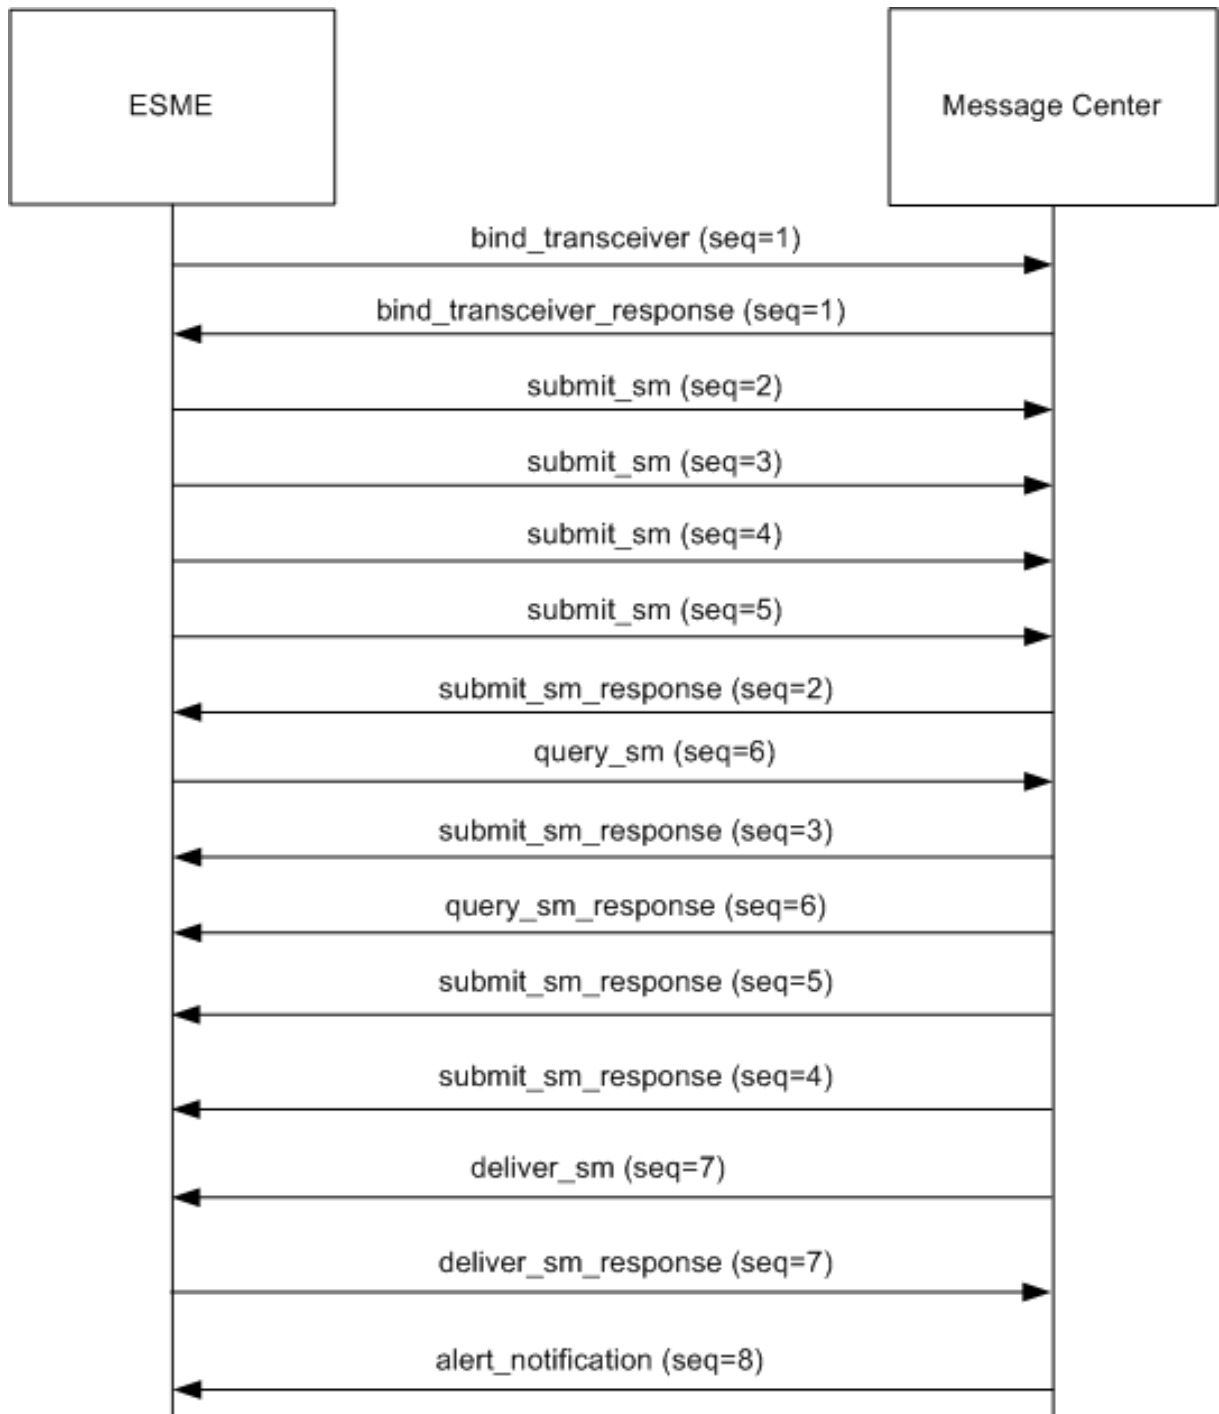 ESME
Message Center
bind_transceiver (seq=1)
bind_transceiver_response (seq=1)
submit_sm (seq=2)
submit_sm (seq=3)
submit_sm (seq=4)
submit_sm (seq=5)
submit_sm_response (seq=2)
query_sm (seq=6)
submit_sm_response (seq=3)
query_sm_response (seq=6)
submit_sm_response (seq=5)
submit_sm_response (seq=4)
deliver_sm (seq=7)
deliver_sm_response (seq=7)
alert_notification (seq=8)